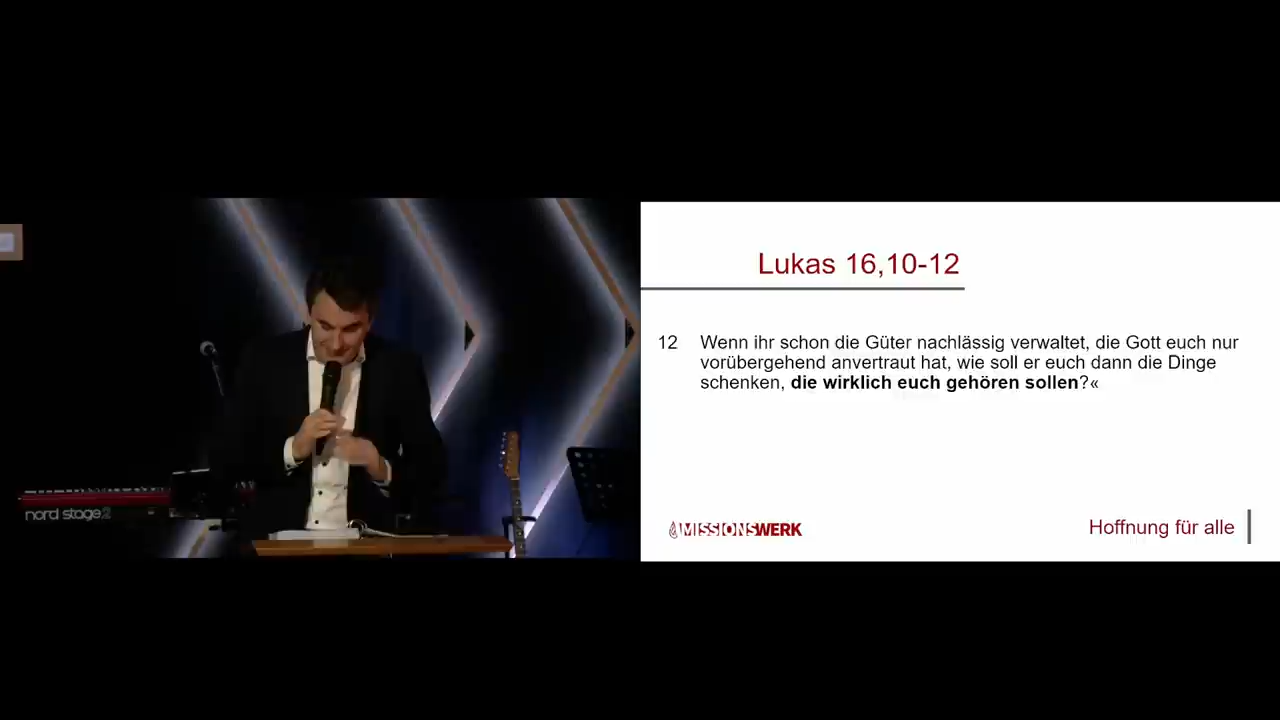 nord stage2
Lukas 16,10-12
12 Wenn ihr schon die Güter nachlässig verwaltet, die Gott euch nur
vorübergehend anvertraut hat, wie soll er euch dann die Dinge
schenken, die wirklich euch gehören sollen?«
MISSIONSWERK
Hoffnung für alle